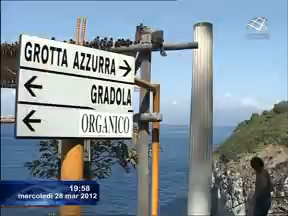 GROTTA AZZURRA
GRADOLA
ORGANICO
19:58
mercoledì 28 mar 2012